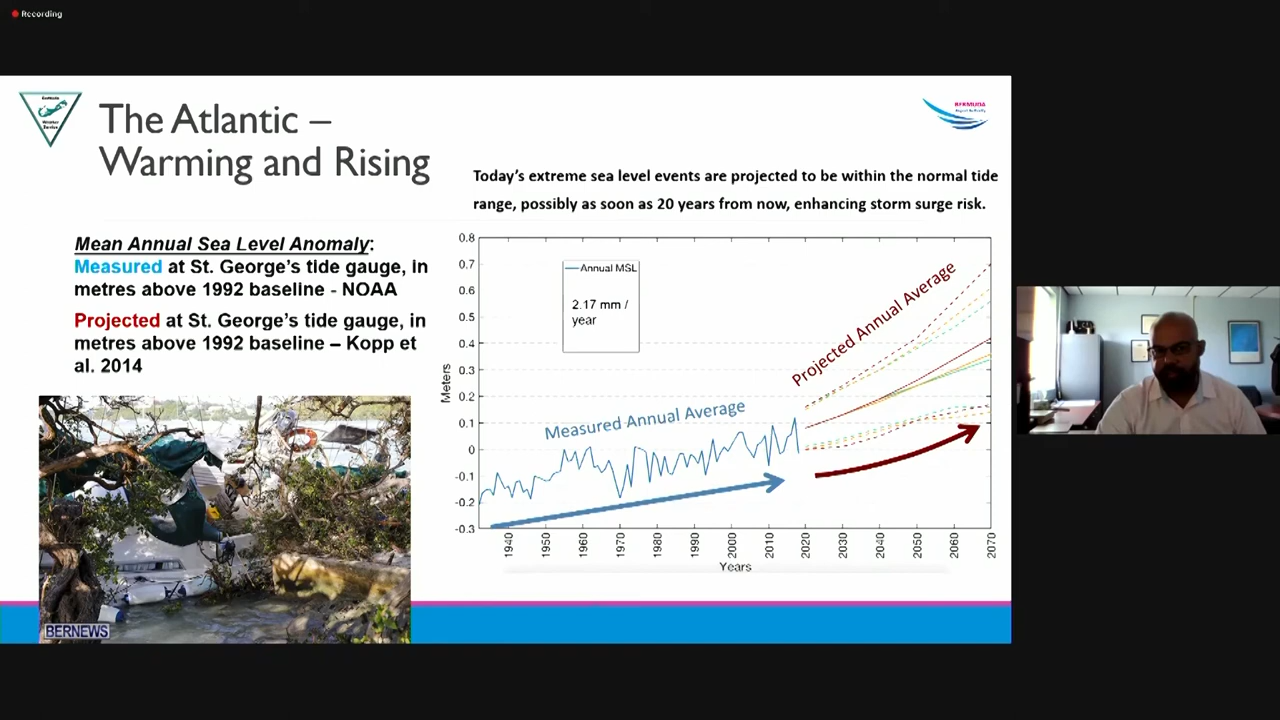 Recording
The Atlantic –
Warming and Rising
BERMUDA
Today's extreme sea level events are projected to be within the normal tide
range, possibly as soon as 20 years from now, enhancing storm surge risk.
Mean Annual Sea Level Anomaly:
Measured at St. George's tide gauge, in
metres above 1992 baseline - NOAA
Projected at St. George's tide gauge, in
metres above 1992 baseline – Kopp et
al. 2014
BERNEWS
Meters
0.8
0.7
0.6
0.5
0.4
0.3
0.2
0.1
0
-0.1
-0.2
-0.3
Annual MSL
2.17 mm /
year
Measured Annual Average
Projected Annual Average
1940
1950
1960
1970
1980
1990
2000
2010
2020
2030
2040
2050
2060
2070
Years